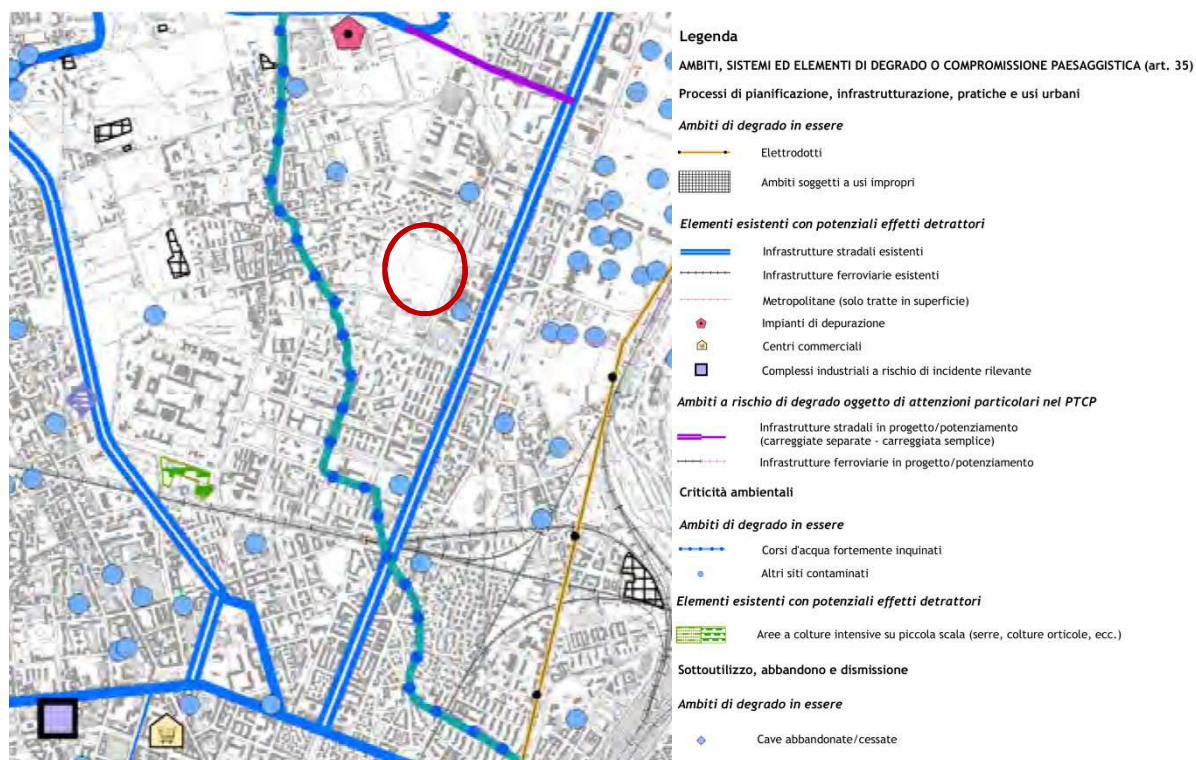 Legenda
AMBITI, SISTEMI ED ELEMENTI DI DEGRADO O COMPROMISSIONE PAESAGGISTICA (art. 35)
Processi di pianificazione, infrastrutturazione, pratiche e usi urbani
Ambiti di degrado in essere
Elettrodotti
Ambiti soggetti a usi impropri
Elementi esistenti con potenziali effetti detrattori
Infrastrutture stradali esistenti
Infrastrutture ferroviarie esistenti
Metropolitane (solo tratte in superficie)
Impianti di depurazione
Centri commerciali
Complessi industriali a rischio di incidente rilevante
Ambiti a rischio di degrado oggetto di attenzioni particolari nel PTCP
Infrastrutture stradali in progetto/potenziamento
(carreggiate separate - carreggiata semplice)
Infrastrutture ferroviarie in progetto/potenziamento
Criticità ambientali
Ambiti di degrado in essere
Corsi d'acqua fortemente inquinati
Altri siti contaminati
Elementi esistenti con potenziali effetti detrattori
Aree a colture intensive su piccola scala (serre, colture orticole, ecc.)
Sottoutilizzo, abbandono e dismissione
Ambiti di degrado in essere
Cave abbandonate/cessate